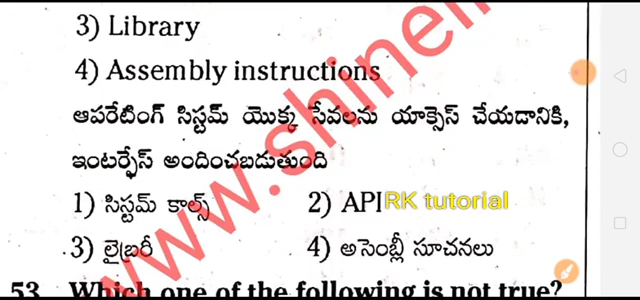 3) Library
4) Assembly instructions
ఆపరేటింగ్ సిస్టమ్ యొక్క సేవలను యాక్సెస్ చేయడానికి,
ఇంటర్ఫేస్ అందించబడుతుంది
1) సిస్టమ్ కాల్స్ 2) API RK tutorial
3) లైబ్రరీ 4) అసెంబ్లీ సూచనలు
53. Which one of the following is not true?